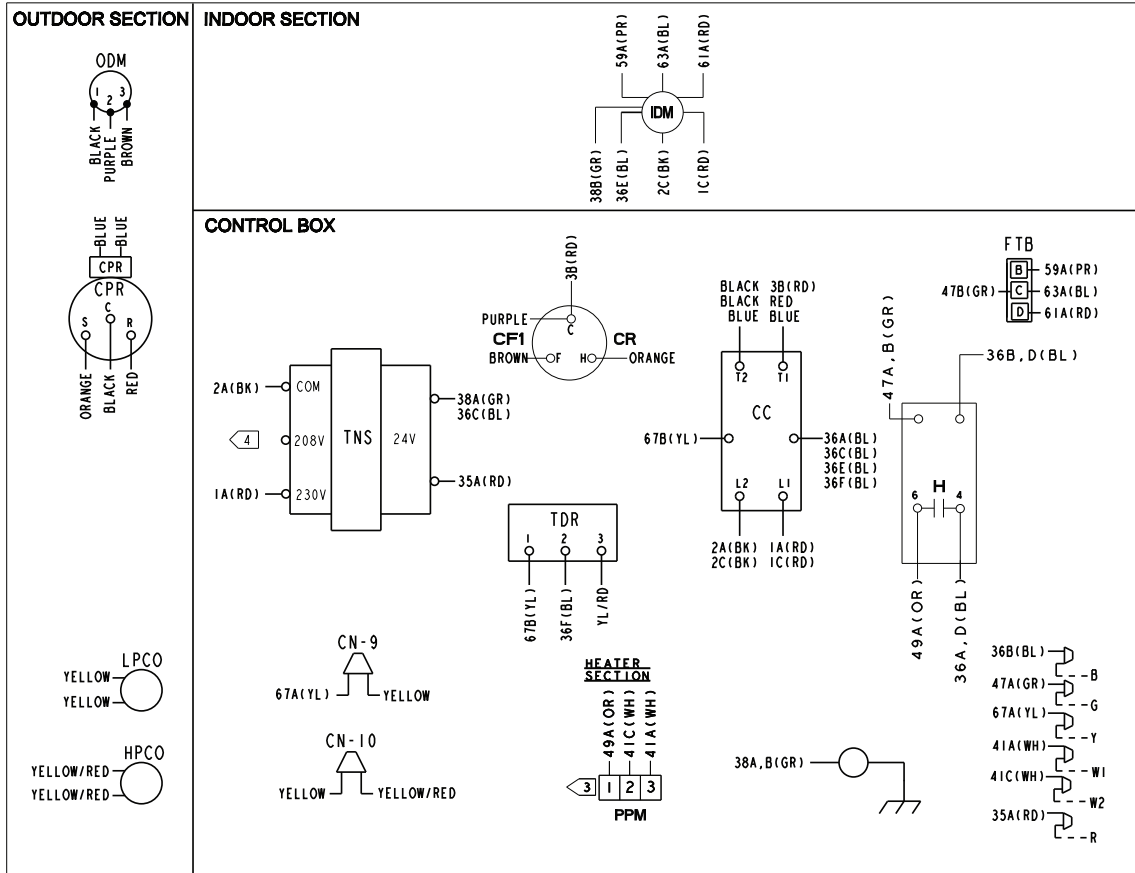 OUTDOOR SECTION
INDOOR SECTION
ODM
1
2
3
BLACK
PURPLE
BROWN
59A(PR)
63A(BL)
61A(RD)
IDM
38B(GR)
36E(BL)
2C(BK)
1C(RD)
BLUE
BLUE
CPR
CPR
C
S
R
ORANGE
BLACK
RED
CONTROL BOX
3B(RD)
PURPLE
C
CF1
CR
BROWN
F
H
ORANGE
2A(BK)
COM
4
208V
1A(RD)
230V
TNS
24V
38A(GR)
36C(BL)
35A(RD)
BLACK 3B(RD)
BLACK RED
BLUE BLUE
T2
T1
CC
67B(YL)
36A(BL)
36C(BL)
36E(BL)
36F(BL)
L2
L1
2A(BK) 1A(RD)
2C(BK) 1C(RD)
FTB
B
59A(PR)
47B(GR)
C
63A(BL)
D
61A(RD)
47A,B(GR)
36B,D(BL)
H
6
4
49A(OR)
36A,D(BL)
TDR
1
2
3
67B(YL)
36F(BL)
YL/RD
LPCO
YELLOW
YELLOW
HPCO
YELLOW/RED
YELLOW/RED
CN-9
67A(YL)
YELLOW
CN-10
YELLOW
YELLOW/RED
HEATER
SECTION
49A(OR)
41C(WH)
41A(WH)
3
1
2
3
PPM
38A,B(GR)
36B(BL)
B
47A(GR)
G
67A(YL)
Y
41A(WH)
W1
41C(WH)
W2
35A(RD)
R